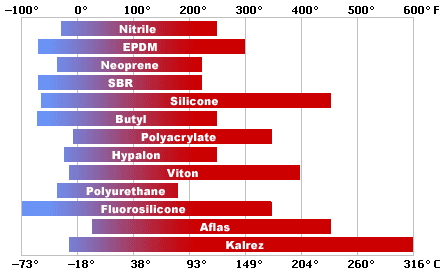 −100° 0° 100° 200° 300° 400° 500° 600° F
Nitrile
EPDM
Neoprene
SBR
Silicone
Butyl
Polyacrylate
Hypalon
Viton
Polyurethane
Fluorosilicone
Aflas
Kalrez
−73 −18 38 93 149 204° 260° 316° C